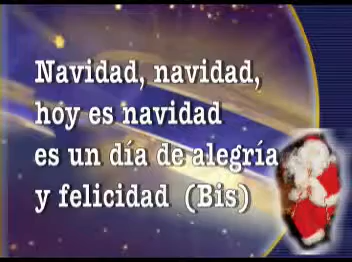 Navidad, navidad,
hoy es navidad
es un día de alegría
y felicidad (Bis)